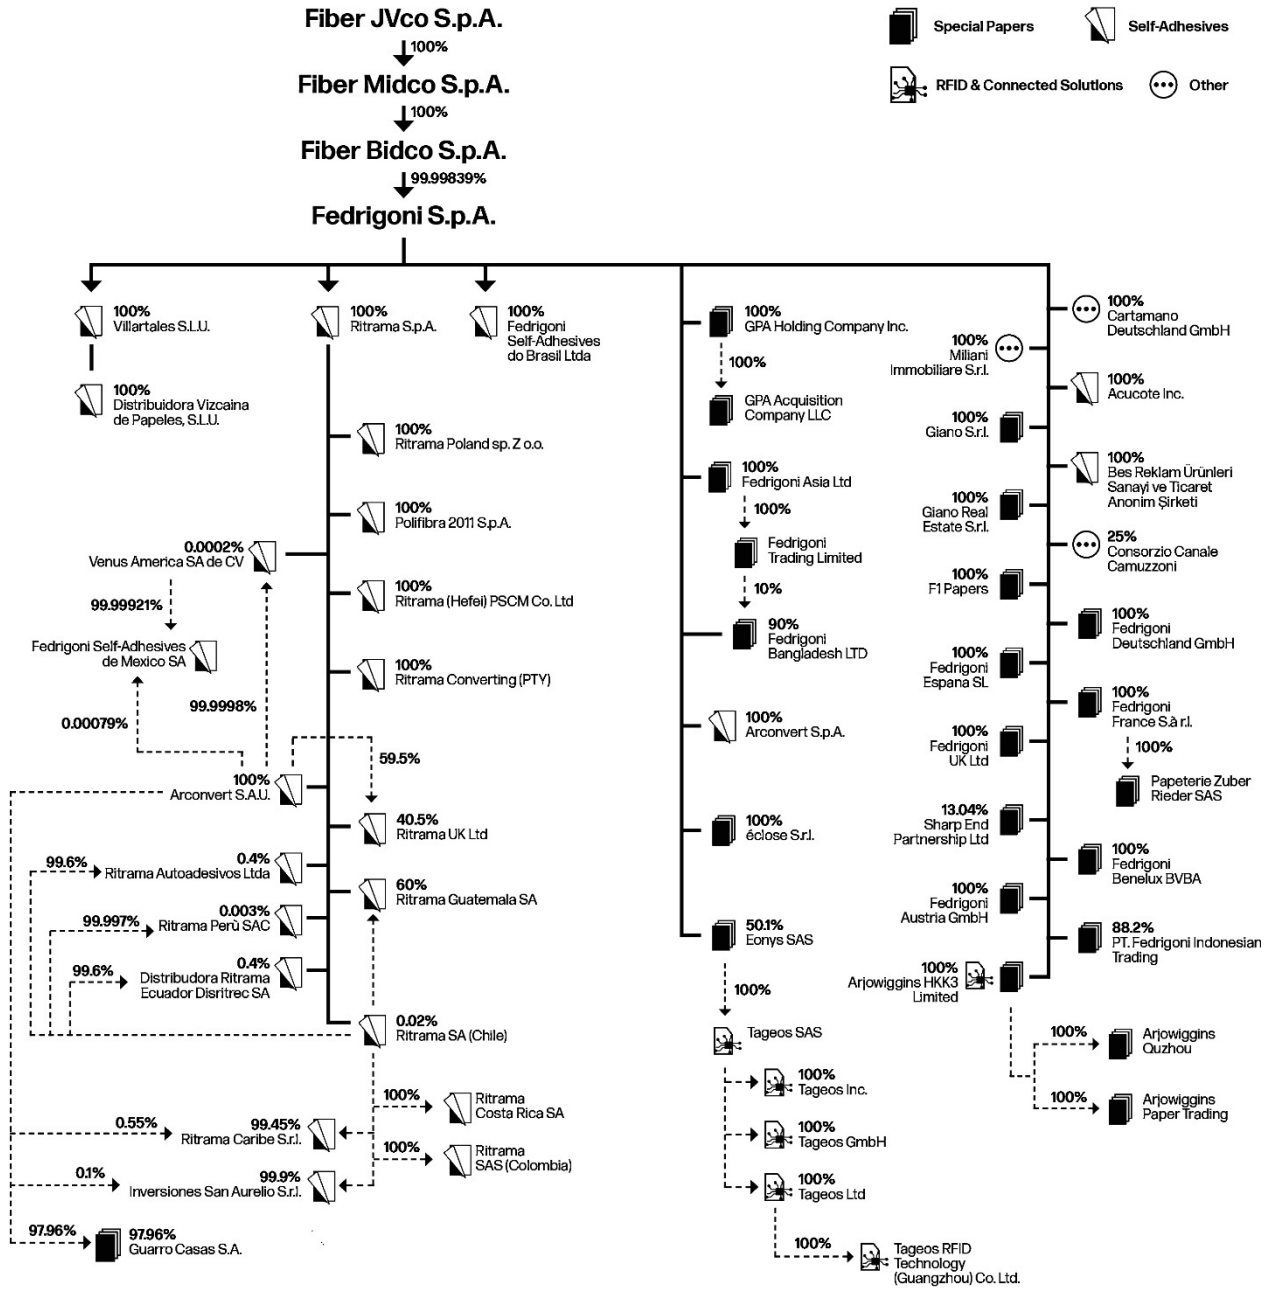 Fiber JVco S.p.A.
100%
Fiber Midco S.p.A.
100%
Fiber Bidco S.p.A.
99.99839%
Fedrigoni S.p.A.
Special Papers
Self-Adhesives
RFID & Connected Solutions
Other
100%
Villartales S.L.U.
100%
Distribuidora Vizcaina
de Papeles, S.L.U.
100%
Ritrama S.p.A.
100%
Fedrigoni
Self-Adhesives
do Brasil Ltda
100%
Ritrama Poland sp. Z o.o.
100%
Polifibra 2011 S.p.A.
0.0002%
Venus America SA de CV
99.99921%
100%
Ritrama (Hefei) PSCM Co. Ltd
Fedrigoni Self-Adhesives
de Mexico SA
100%
Ritrama Converting (PTY)
0.00079%
99.9998%
59.5%
100%
Arconvert S.A.U.
40.5%
Ritrama UK Ltd
99.6%
0.4%
Ritrama Autoadesivos Ltda
60%
Ritrama Guatemala SA
99.997%
0.003%
Ritrama Perù SAC
99.6%
0.4%
Distribudora Ritrama
Ecuador Disritrec SA
0.02%
Ritrama SA (Chile)
100%
Ritrama
Costa Rica SA
0.55%
99.45%
Ritrama Caribe S.r.l.
100%
Ritrama
SAS (Colombia)
0.1%
99.9%
Inversiones San Aurelio S.r.l.
97.96%
97.96%
Guarro Casas S.A.
100%
GPA Holding Company Inc.
100%
GPA Acquisition
Company LLC
100%
Fedrigoni Asia Ltd
100%
Fedrigoni
Trading Limited
10%
90%
Fedrigoni
Bangladesh LTD
100%
Arconvert S.p.A.
100%
éclose S.r.l.
50.1%
Eonys SAS
100%
Tageos SAS
100%
Tageos Inc.
100%
Tageos GmbH
100%
Tageos Ltd
100%
Tageos RFID
Technology
(Guangzhou) Co. Ltd.
100%
Cartamano
Deutschland GmbH
100%
Miliani
Immobiliare S.r.l.
100%
Acucote Inc.
100%
Giano S.r.l.
100%
Bes Reklam Ürünleri
Sanayi ve Ticaret
Anonim Şirketi
100%
Giano Real
Estate S.r.l.
25%
Consorzio Canale
Camuzzoni
100%
F1 Papers
100%
Fedrigoni
Deutschland GmbH
100%
Fedrigoni
Espana SL
100%
Fedrigoni
France S.à r.l.
100%
Fedrigoni
UK Ltd
100%
Papeterie Zuber
Rieder SAS
13.04%
Sharp End
Partnership Ltd
100%
Fedrigoni
Benelux BVBA
100%
Fedrigoni
Austria GmbH
88.2%
PT. Fedrigoni Indonesian
Trading
100%
Arjowiggins HKK3
Limited
100%
Arjowiggins
Quzhou
100%
Arjowiggins
Paper Trading